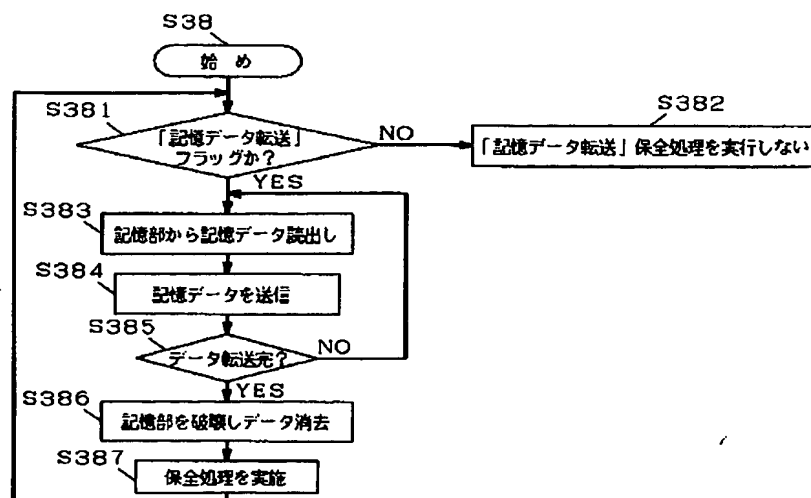 S38
始 め
S381
「記憶データ転送」
フラッグか?
NO
S382
「記憶データ転送」保全処理を実行しない
YES
S383
記憶部から記憶データ読出し
S384
記憶データを送信
S385
データ転送完?
NO
YES
S386
記憶部を破壊しデータ消去
S387
保全処理を実施